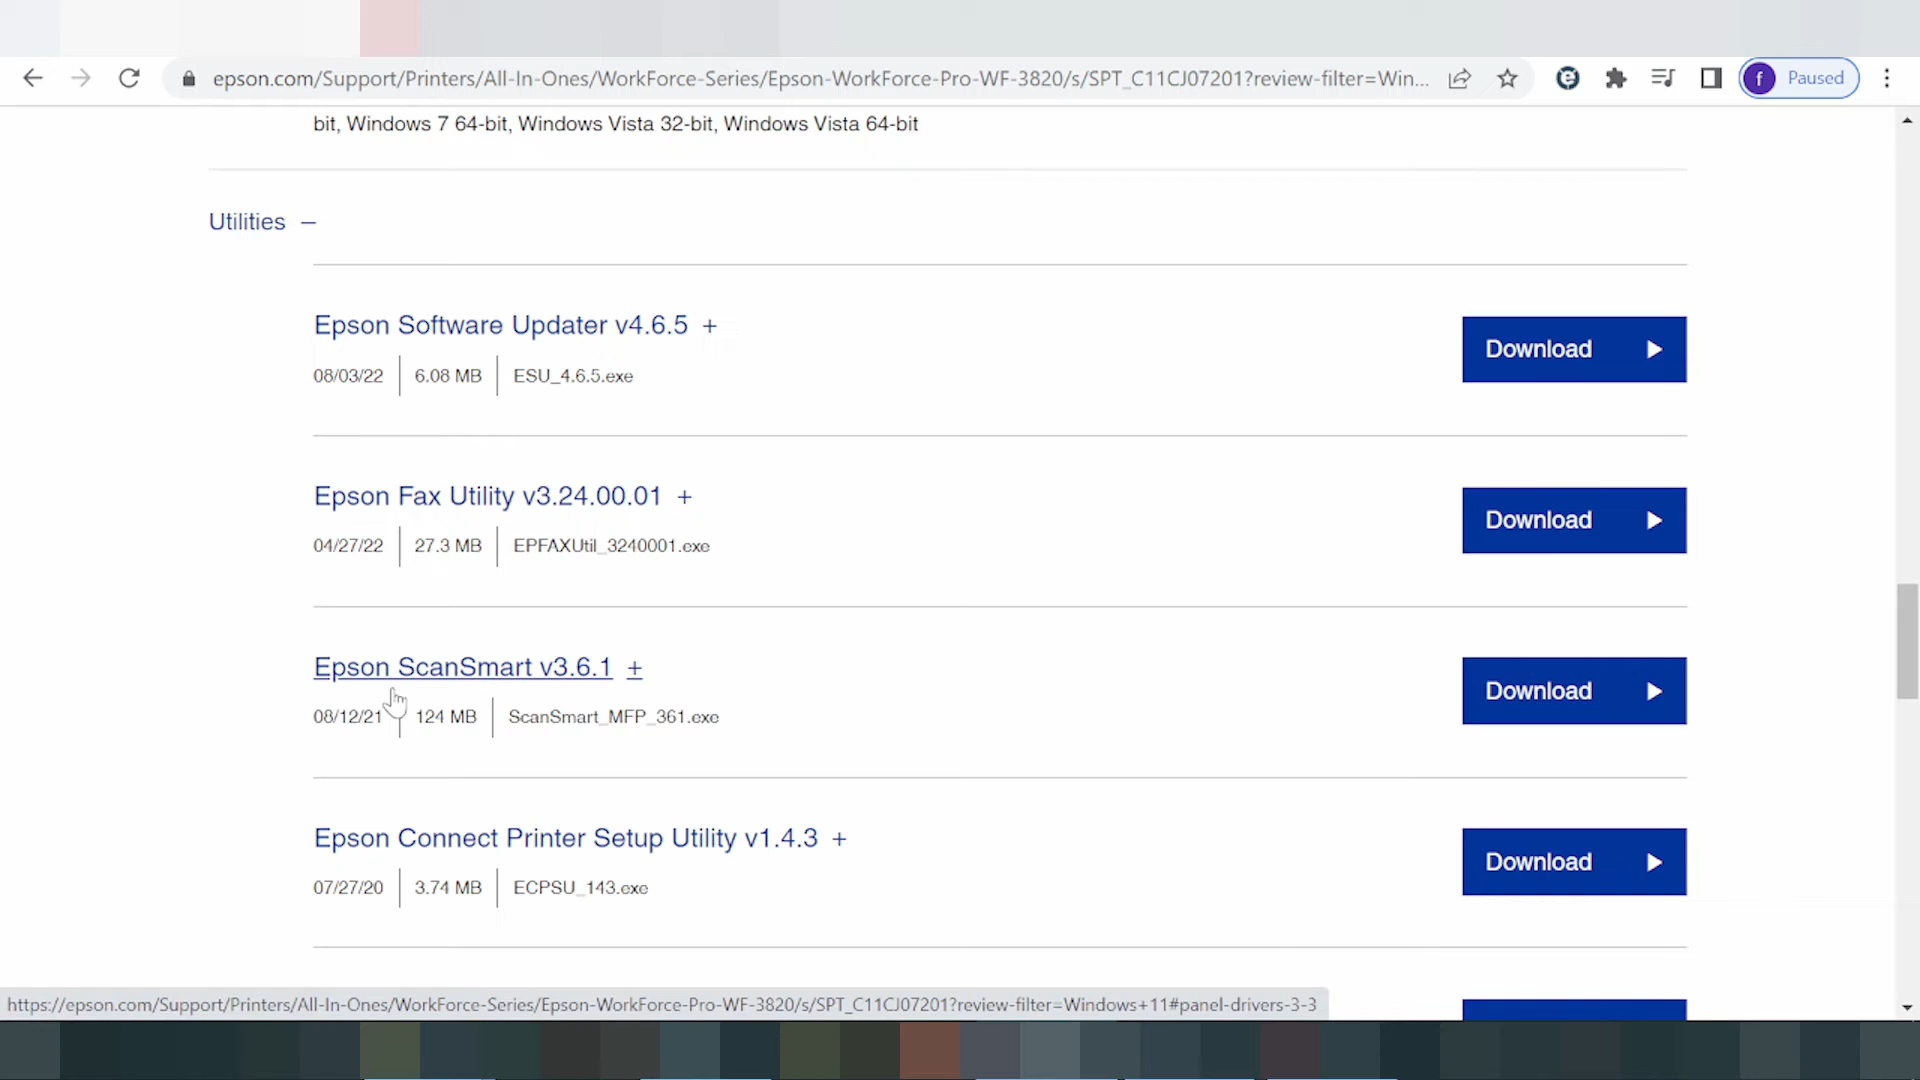 epson.com/Support/Printers/All-In-Ones/WorkForce-Series/Epson-WorkForce-Pro-WF-3820/s/SPT_C11CJ07201?review-filter=Win...
f Paused
bit, Windows 7 64-bit, Windows Vista 32-bit, Windows Vista 64-bit
Utilities –
Epson Software Updater v4.6.5 +
08/03/22 6.08 MB ESU_4.6.5.exe
Download
Epson Fax Utility v3.24.00.01 +
04/27/22 27.3 MB EPFAXUtil_3240001.exe
Download
Epson ScanSmart v3.6.1 +
08/12/21 124 MB ScanSmart_MFP_361.exe
Download
Epson Connect Printer Setup Utility v1.4.3 +
07/27/20 3.74 MB ECPSU_143.exe
Download
https://epson.com/Support/Printers/All-In-Ones/WorkForce-Series/Epson-WorkForce-Pro-WF-3820/s/SPT_C11CJ07201?review-filter=Windows+11#panel-drivers-3-3